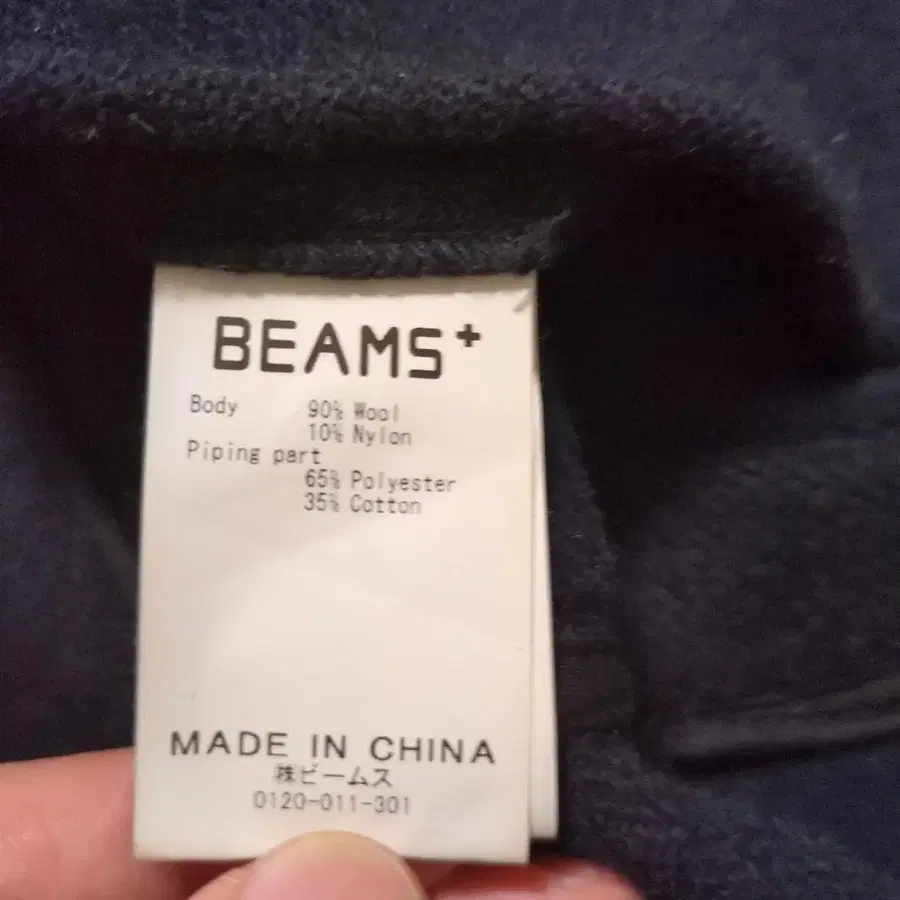 BEAMS+
Body 90% Wool
10% Nylon
Piping part
65% Polyester
35% Cotton
MADE IN CHINA
㈱ビームス
0120-011-301